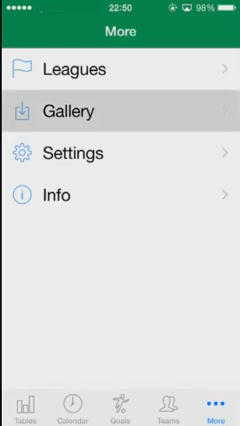 22:50 98%
More
Leagues
Gallery
Settings
Info
Tables Calendar Goals Teams More